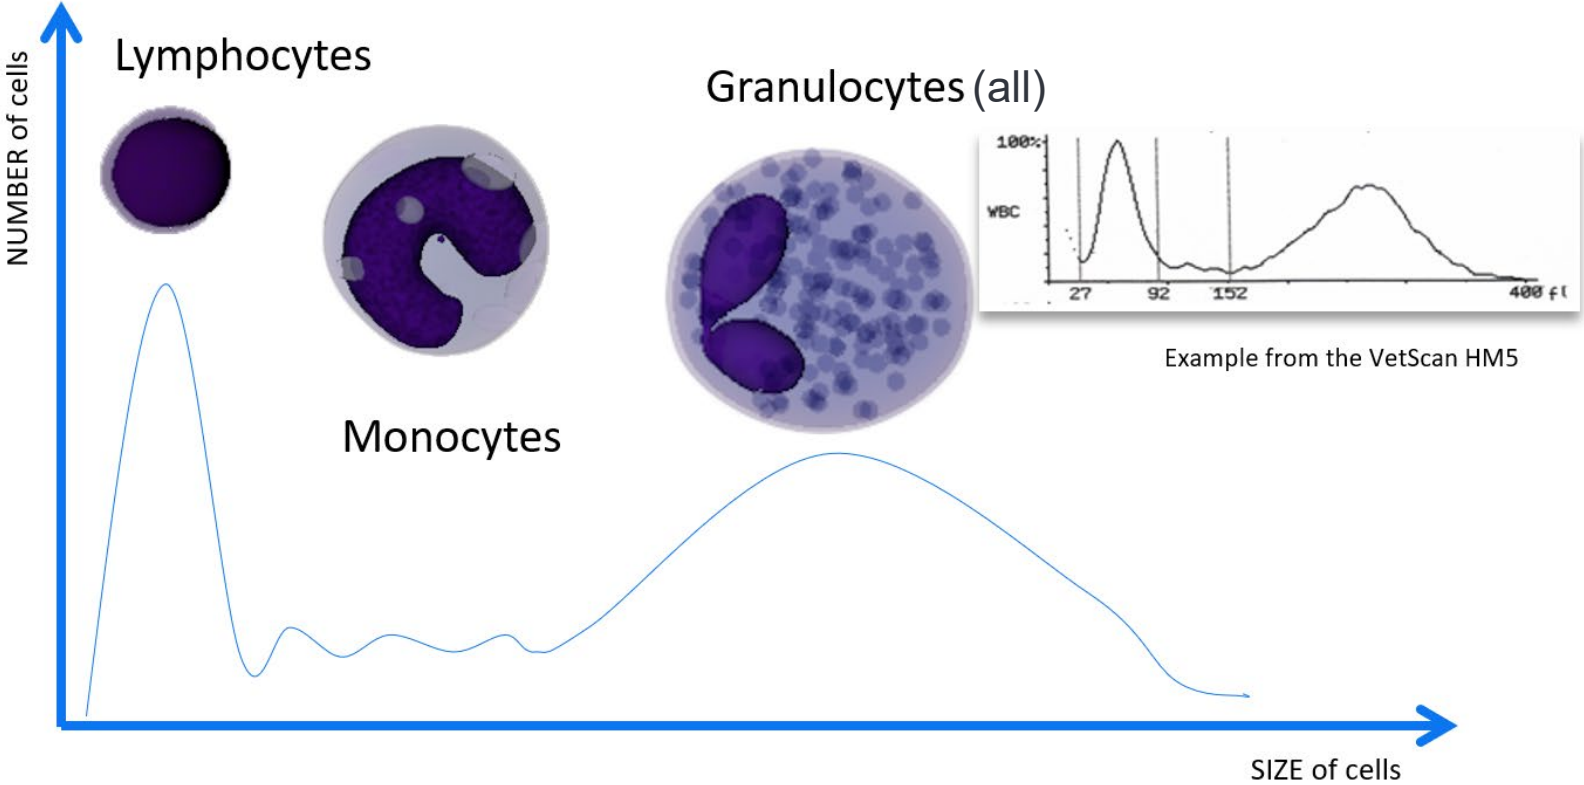 NUMBER of cells
Lymphocytes
Granulocytes (all)
100%
WBC
27 92 152 400 fl
Example from the VetScan HM5
Monocytes
SIZE of cells